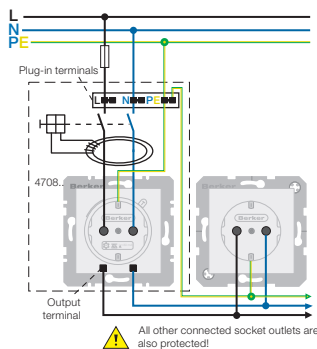 L
N
PE
Plug-in terminals
L N PE
4708..
Berker
Berker
Output
terminal
All other connected socket outlets are
also protected!